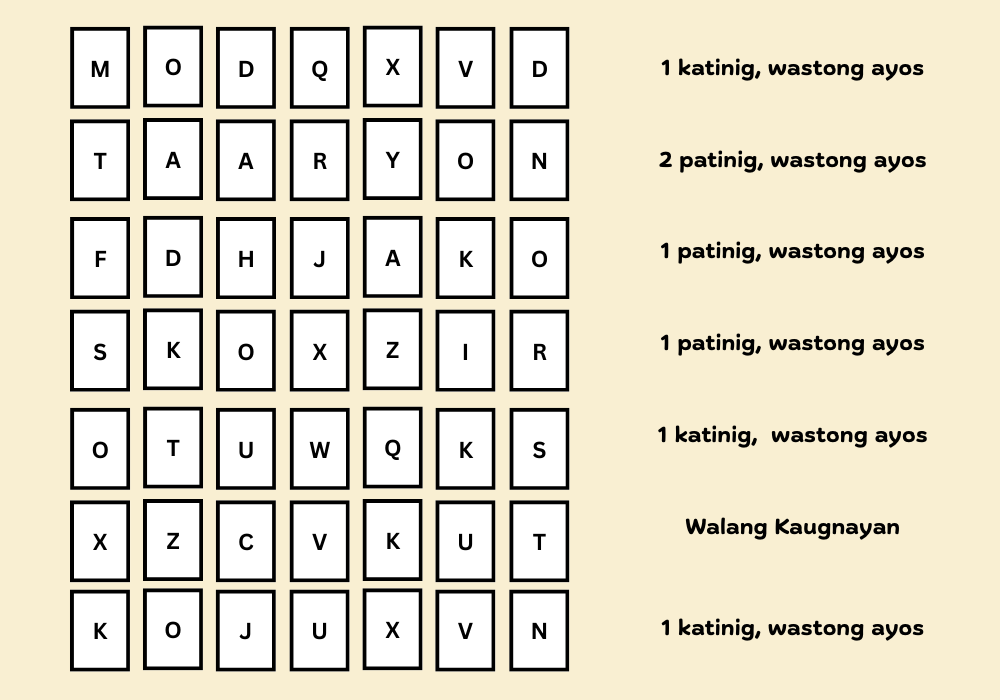 M O D Q X V D 1 katinig, wastong ayos
T A A R Y O N 2 patinig, wastong ayos
F D H J A K O 1 patinig, wastong ayos
S K O X Z I R 1 patinig, wastong ayos
O T U W Q K S 1 katinig, wastong ayos
X Z C V K U T Walang Kaugnayan
K O J U X V N 1 katinig, wastong ayos